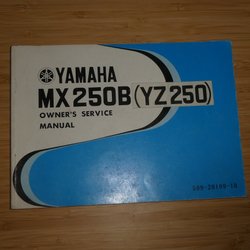 YAMAHA
MX250B (YZ250)
OWNER'S SERVICE
MANUAL